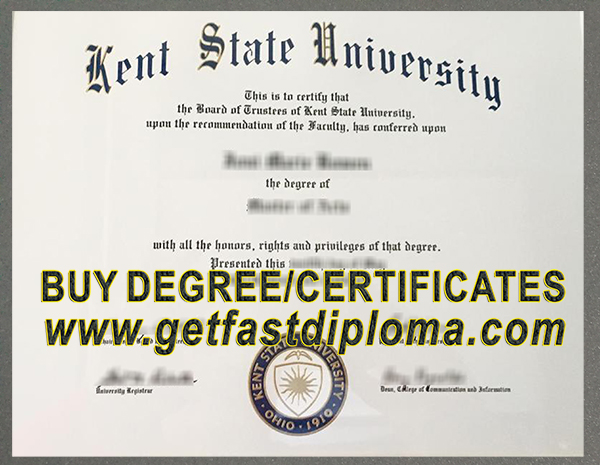 Kent State University
This is to certify that
the Board of Trustees of Kent State University,
upon the recommendation of the Faculty, has conferred upon
the degree of
with all the honors, rights and privileges of that degree.
Presented this
BUY DEGREE/CERTIFICATES
www.getfastdiploma.com
University Registrar
Dean, College of Communication and Information
KENT STATE UNIVERSITY
· OHIO · 1910 ·